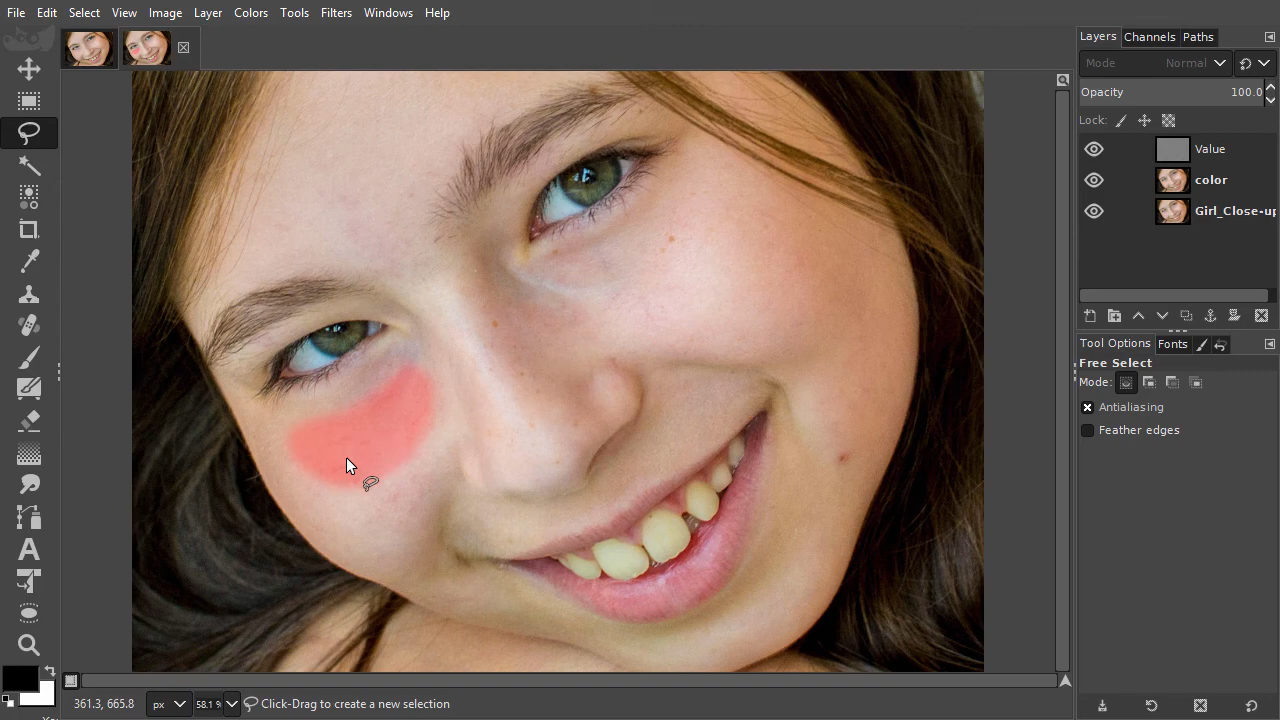 File Edit Select View Image Layer Colors Tools Filters Windows Help
Layers Channels Paths
Mode Normal
Opacity 100.0
Lock:
Value
color
Girl_Close-up
Tool Options Fonts
Free Select
Mode:
Antialiasing
Feather edges
361.3, 665.8 px 58.1 % Click-Drag to create a new selection